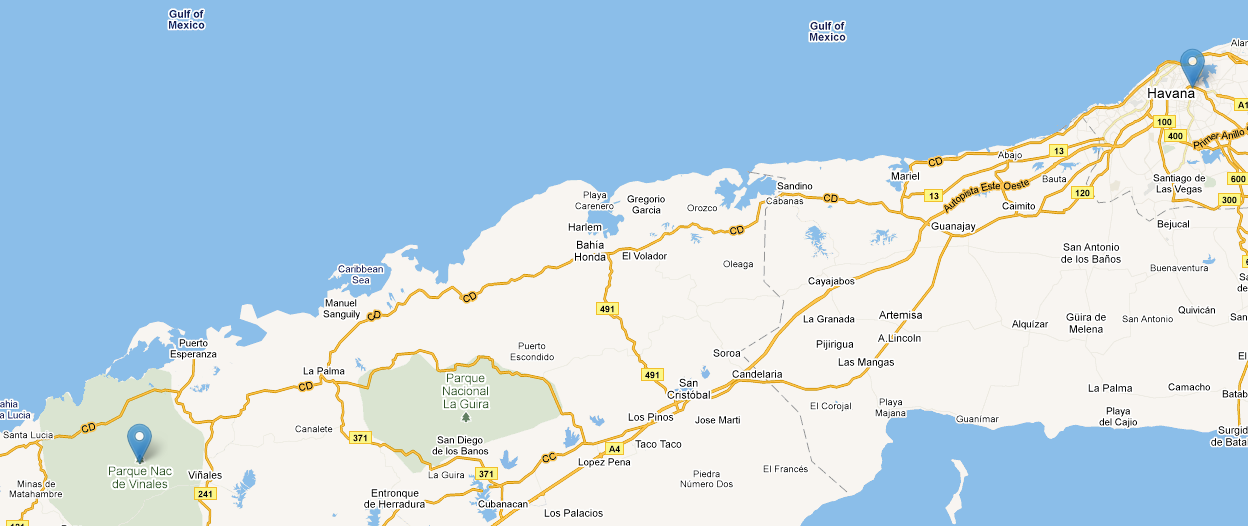 Gulf of
Mexico
Gulf of
Mexico
Alan
Havana
A1
100
400
Primer Anillo
13
Abajo
CD
Mariel
Autopista Este Oeste
Bauta
Santiago de
Las Vegas
600
300
120
13
Caimito
Sandino
Cabanas
CD
Playa
Carenero
Gregorio
Garcia
Orozco
Harlem
CD
Guanajay
Bejucal
Bahía
Honda
El Volador
Oleaga
San Antonio
de los Baños
Buenaventura
Caribbean
Sea
Cayajabos
Manuel
Sanguily
CD
CD
491
La Granada
Artemisa
Alquízar
Güira de
Melena
San Antonio
Quivicán
San
Puerto
Esperanza
Puerto
Escondido
Soroa
Pijirigua
A.Lincoln
Las Mangas
La Palma
CD
491
Candelaria
Parque
Nacional
La Guira
San
Cristóbal
La Palma
Camacho
El
Batab
ahia
a Lucia
Los Pinos
Jose Marti
El Corojal
Playa
Majana
Guanímar
Playa
del Cajio
Surgid
de Bata
Santa Lucia
CD
Canalete
371
San Diego
de los Banos
A4
Taco Taco
CC
Lopez Pena
Parque Nac
de Vinales
Viñales
La Guira
371
Piedra
Número Dos
El Francés
Minas de
Matahambre
241
Entronque
de Herradura
Cubanacan
Los Palacios